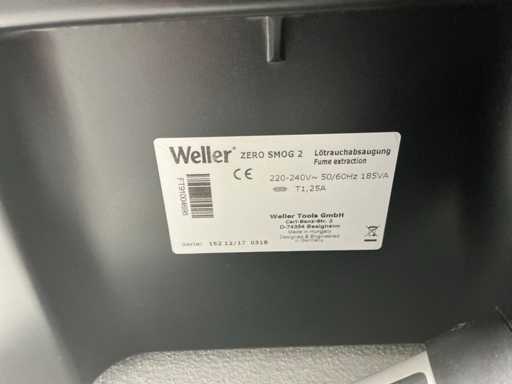 Weller® ZERO SMOG 2 Lötrauchabsaugung
Fume extraction
CE 220-240V~ 50/60Hz 185VA
T1,25A
Weller Tools GmbH
Carl-Benz-Str. 2
D-74354 Besigheim
Made in Hungary
Designed & Engineered
in Germany
Serial: 152 12/17 0318